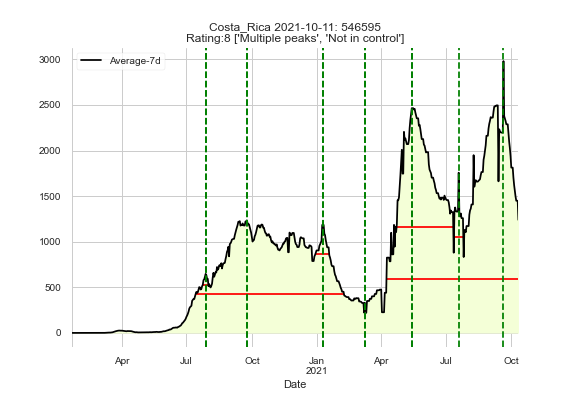 Costa_Rica 2021-10-11: 546595
Rating:8 ['Multiple peaks', 'Not in control']
Average-7d
3000
2500
2000
1500
1000
500
0
Apr Jul Oct Jan Apr Jul Oct
2021
Date